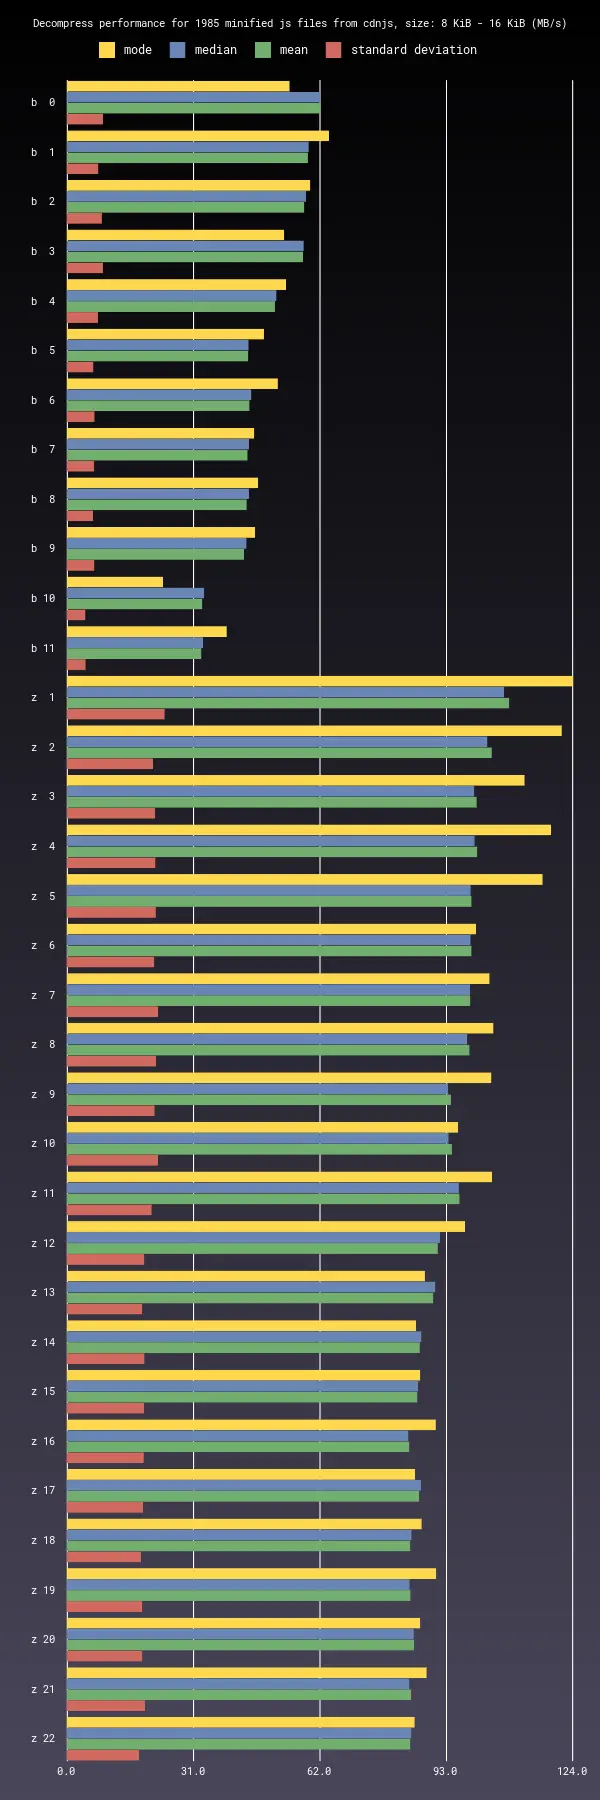 Decompress performance for 1985 minified js files from cdnjs, size: 8 KiB - 16 KiB (MB/s)
mode median mean standard deviation
b 0
b 1
b 2
b 3
b 4
b 5
b 6
b 7
b 8
b 9
b 10
b 11
z 1
z 2
z 3
z 4
z 5
z 6
z 7
z 8
z 9
z 10
z 11
z 12
z 13
z 14
z 15
z 16
z 17
z 18
z 19
z 20
z 21
z 22
0.0 31.0 62.0 93.0 124.0